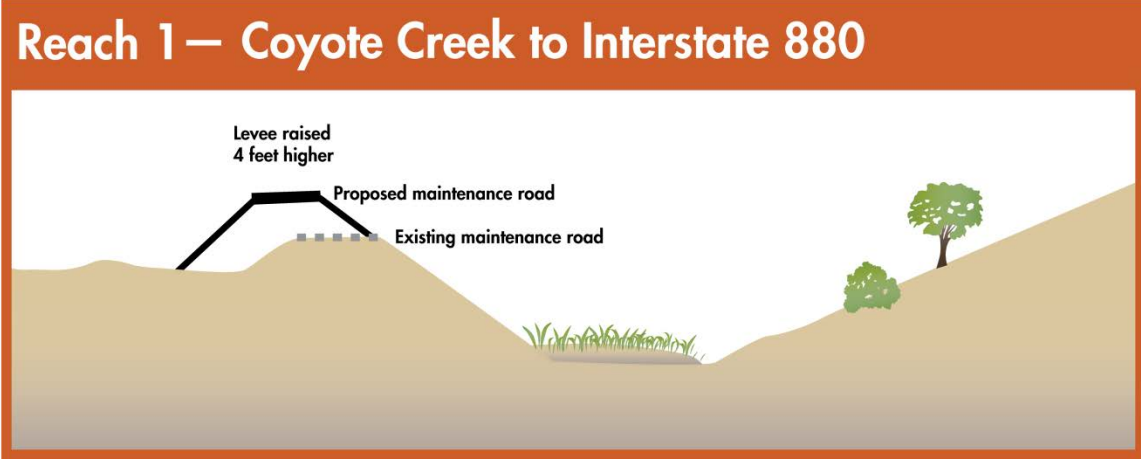 Reach 1— Coyote Creek to Interstate 880
Levee raised
4 feet higher
Proposed maintenance road
Existing maintenance road